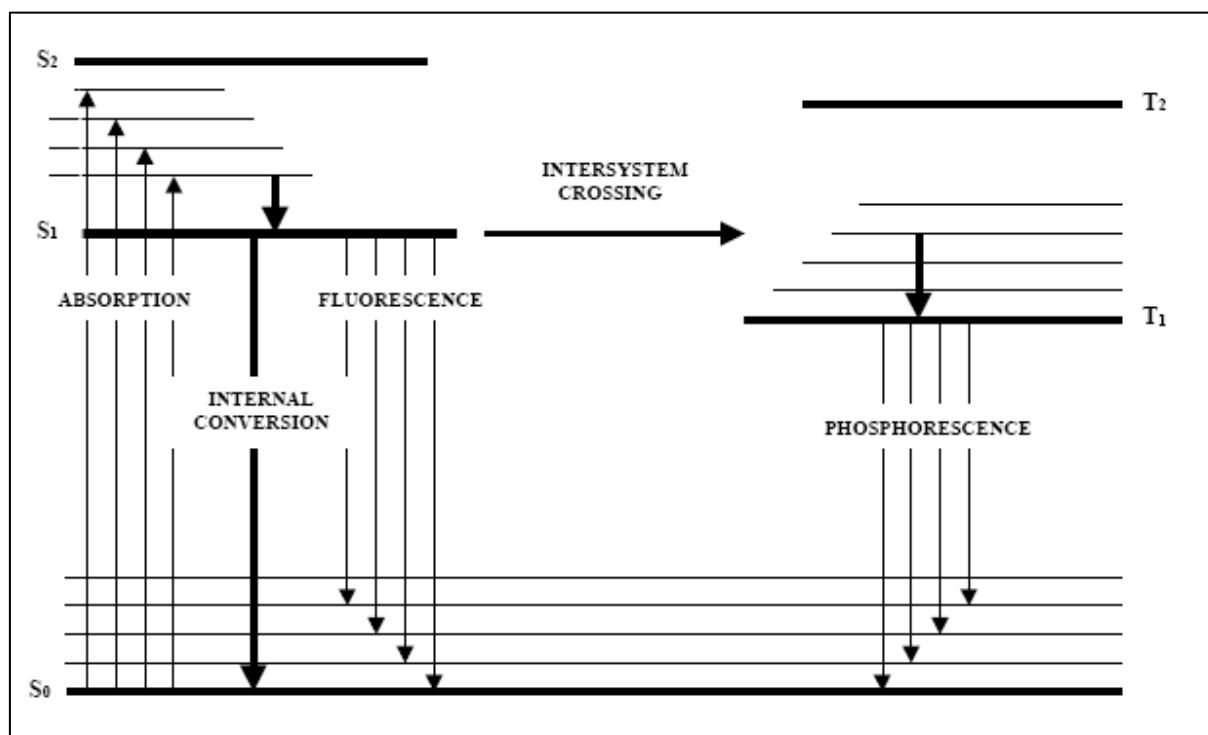 S₂
T₂
INTERSYSTEM
CROSSING
S₁
ABSORPTION
FLUORESCENCE
T₁
INTERNAL
CONVERSION
PHOSPHORESCENCE
S₀